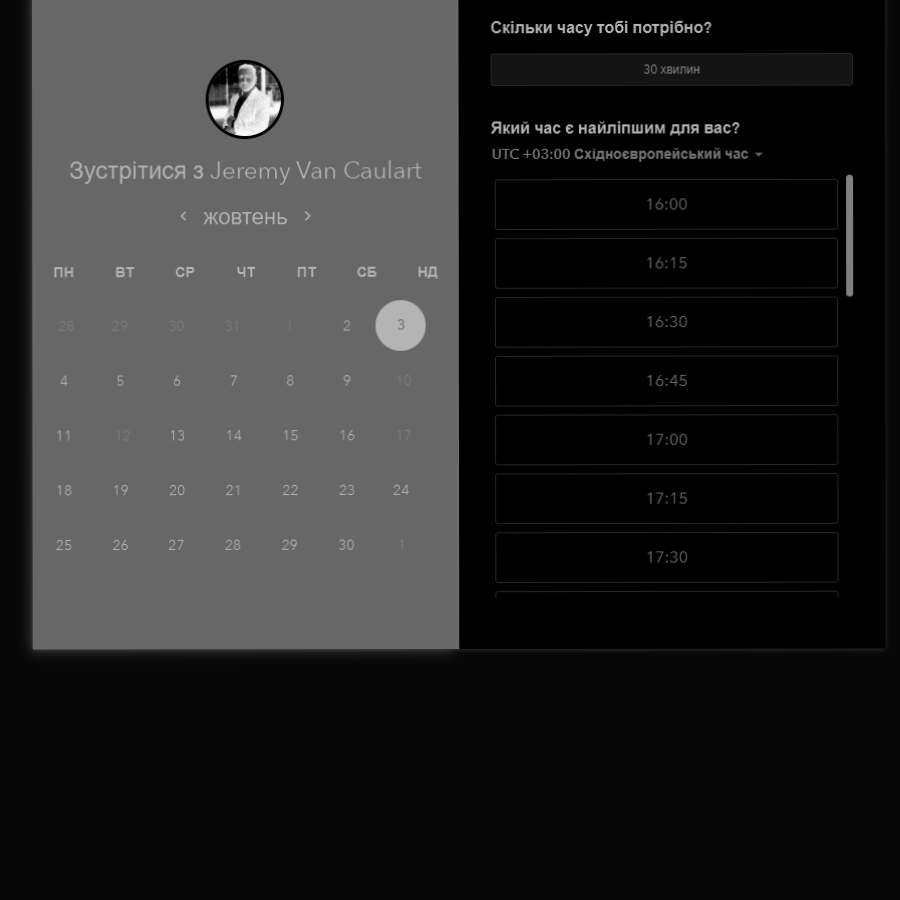 Зустрітися з Jeremy Van Caulart
жовтень
ПН ВТ СР ЧТ ПТ СБ НД
28 29 30 31 1 2 3
4 5 6 7 8 9 10
11 12 13 14 15 16 17
18 19 20 21 22 23 24
25 26 27 28 29 30 1
Скільки часу тобі потрібно?
30 хвилин
Який час є найліпшим для вас?
UTC +03:00 Східноєвропейський час
16:00
16:15
16:30
16:45
17:00
17:15
17:30